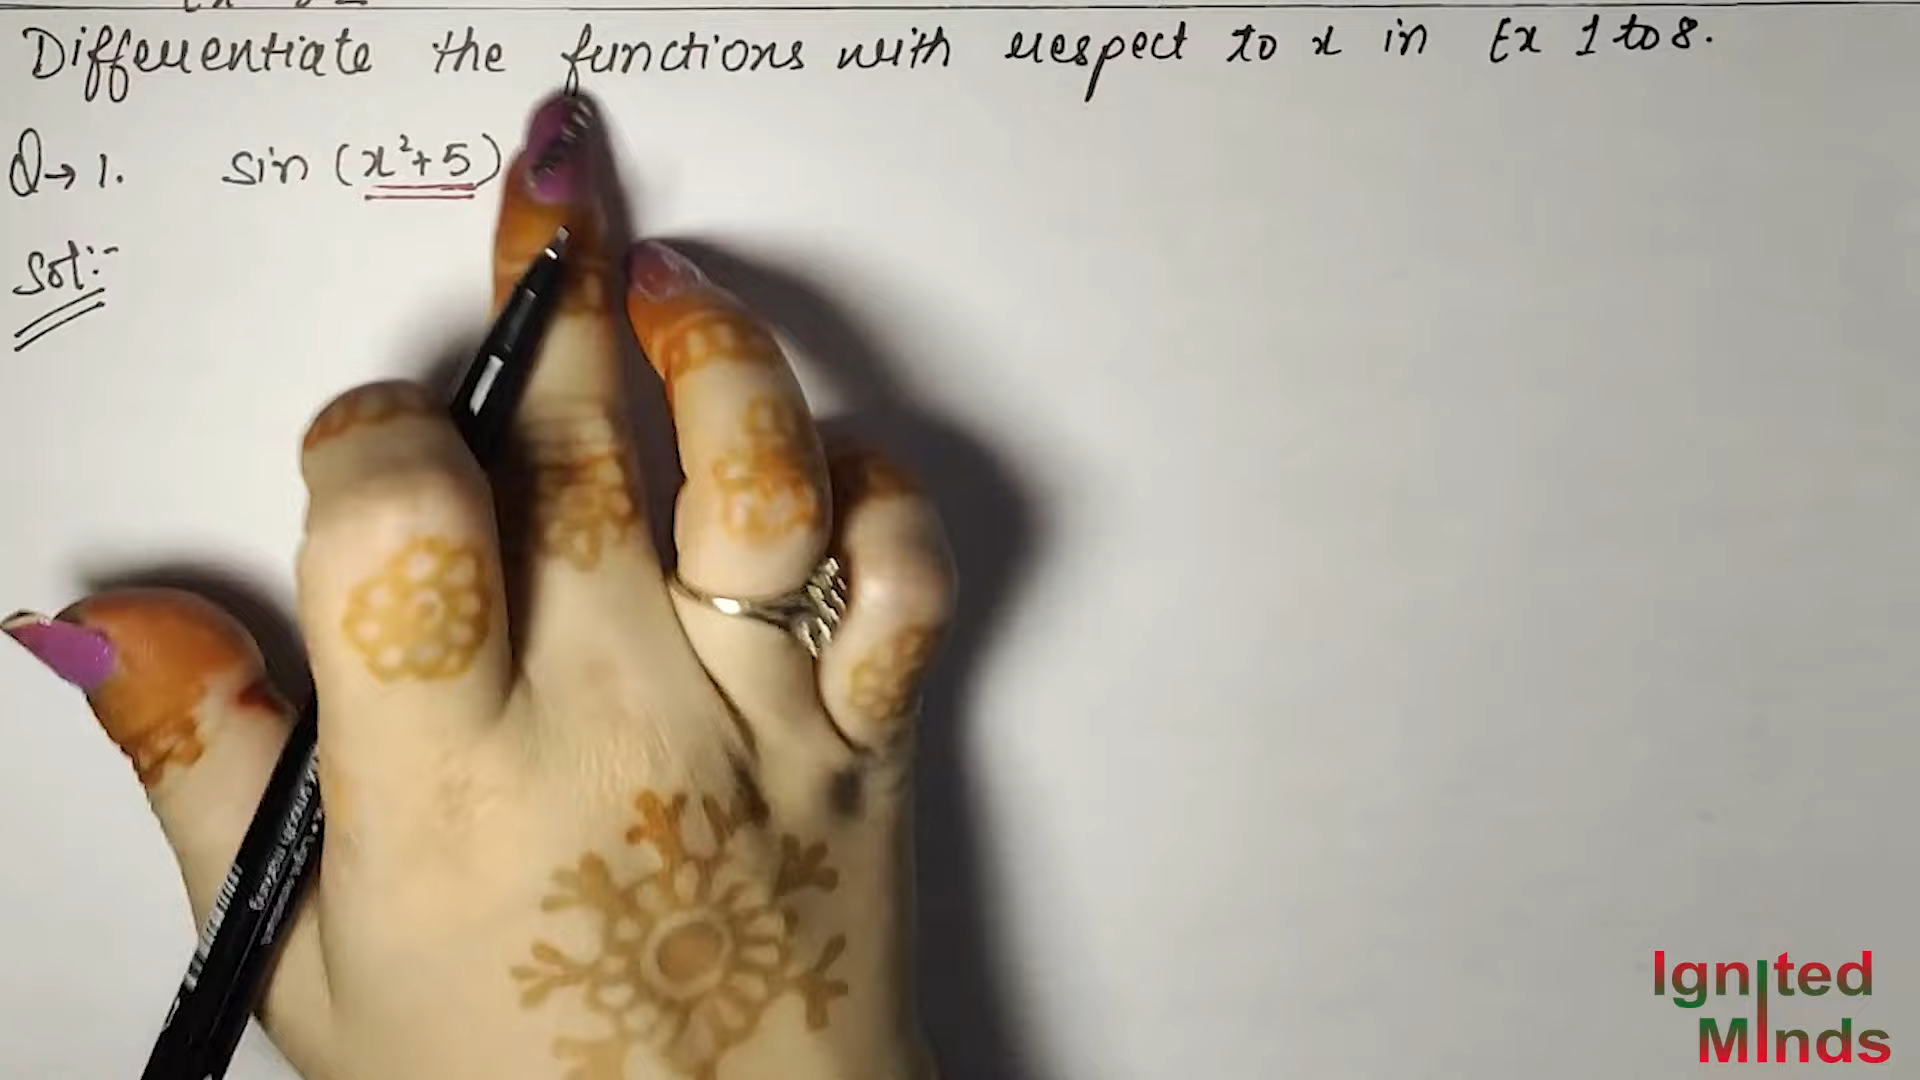 Differentiate the functions with respect to x in Ex 1 to 8.
Q→ 1. sin (x²+5)
Sol:-
Ignited
Minds